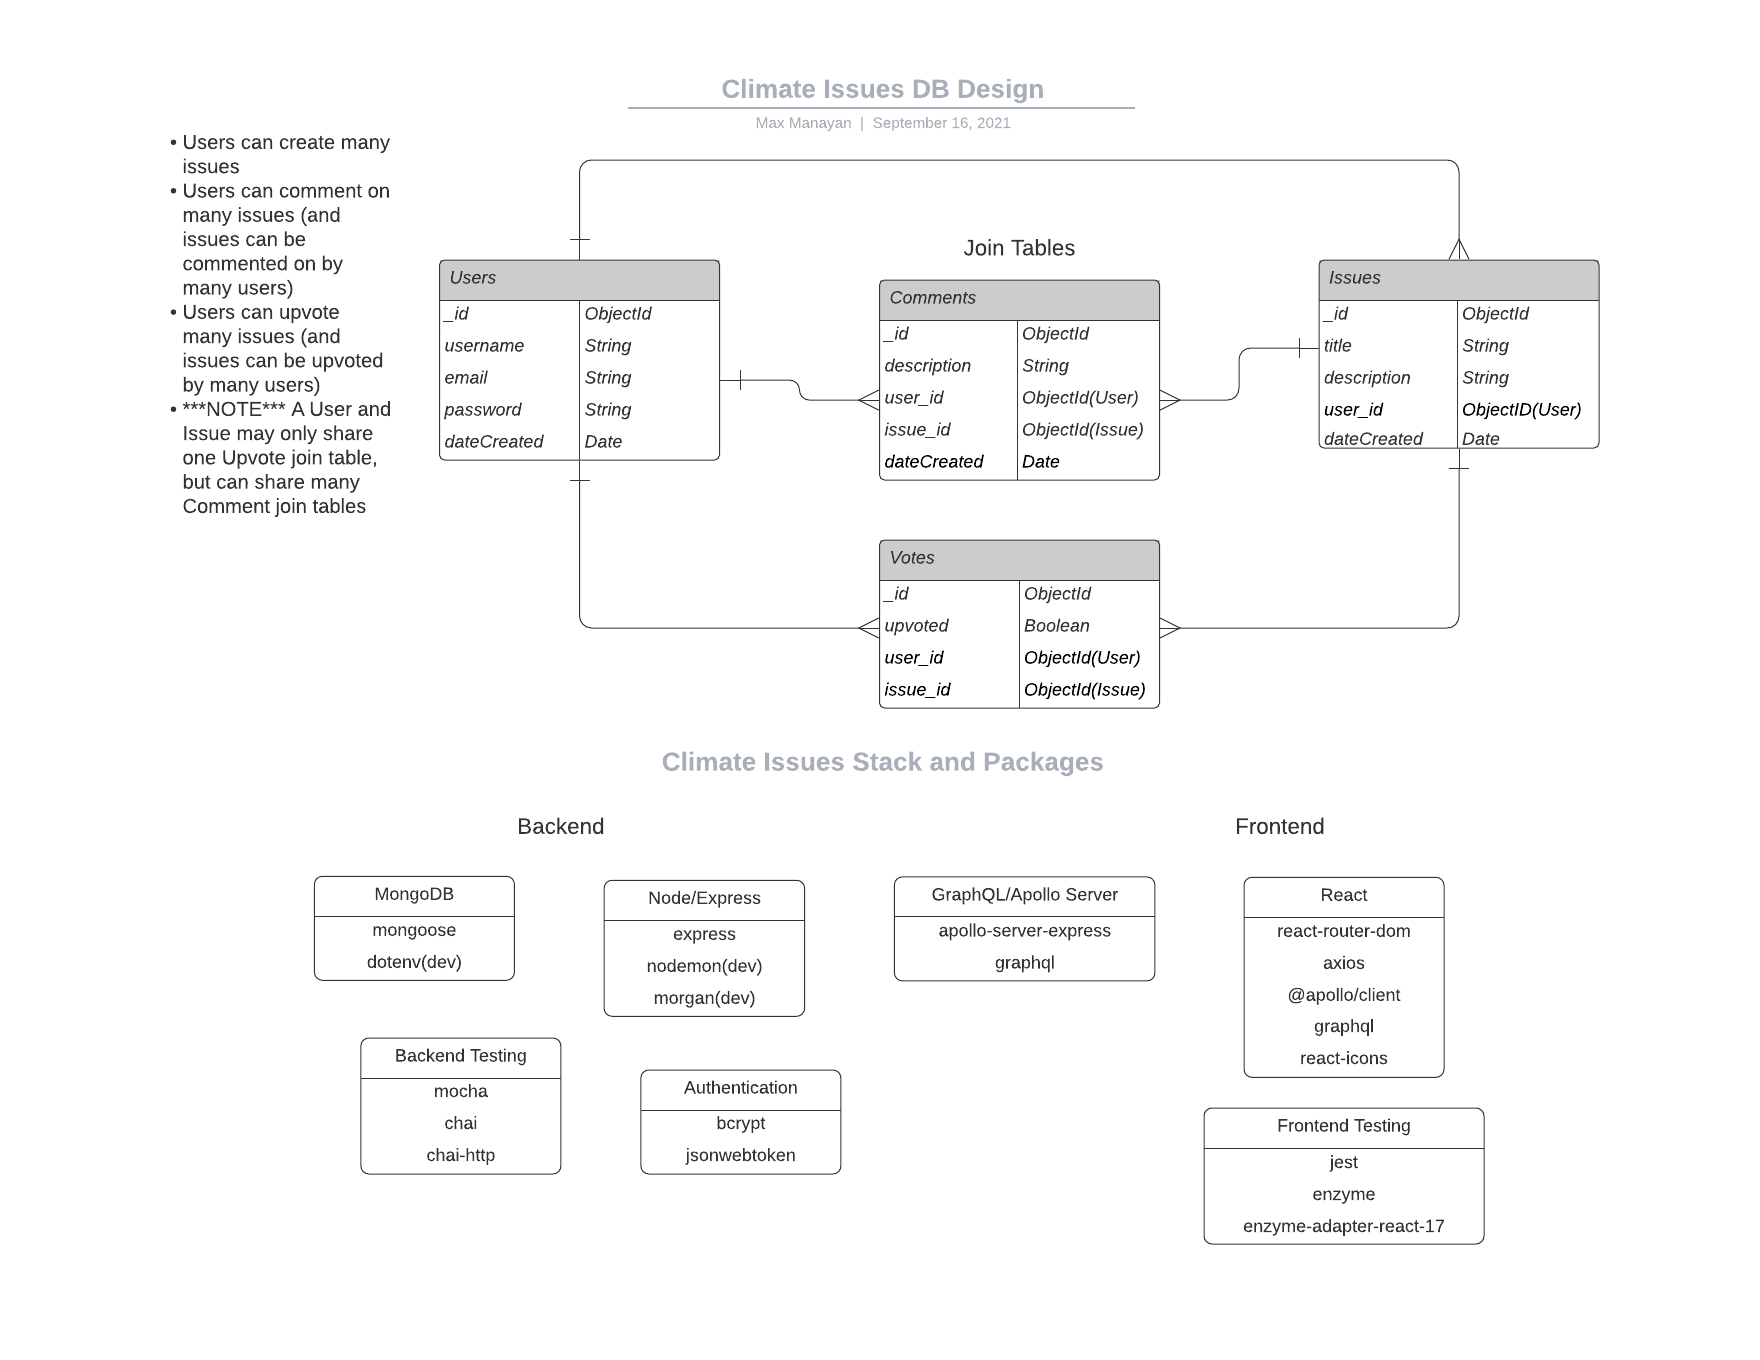 Climate Issues DB Design
Max Manayan | September 16, 2021
• Users can create many
issues
• Users can comment on
many issues (and
issues can be
commented on by
many users)
• Users can upvote
many issues (and
issues can be upvoted
by many users)
• ***NOTE*** A User and
Issue may only share
one Upvote join table,
but can share many
Comment join tables
Users
_id ObjectId
username String
email String
password String
dateCreated Date
Join Tables
Comments
_id ObjectId
description String
user_id ObjectId(User)
issue_id ObjectId(Issue)
dateCreated Date
Issues
_id ObjectId
title String
description String
user_id ObjectID(User)
dateCreated Date
Votes
_id ObjectId
upvoted Boolean
user_id ObjectId(User)
issue_id ObjectId(Issue)
Climate Issues Stack and Packages
Backend
Frontend
MongoDB
mongoose
dotenv(dev)
Node/Express
express
nodemon(dev)
morgan(dev)
GraphQL/Apollo Server
apollo-server-express
graphql
React
react-router-dom
axios
@apollo/client
graphql
react-icons
Backend Testing
mocha
chai
chai-http
Authentication
bcrypt
jsonwebtoken
Frontend Testing
jest
enzyme
enzyme-adapter-react-17